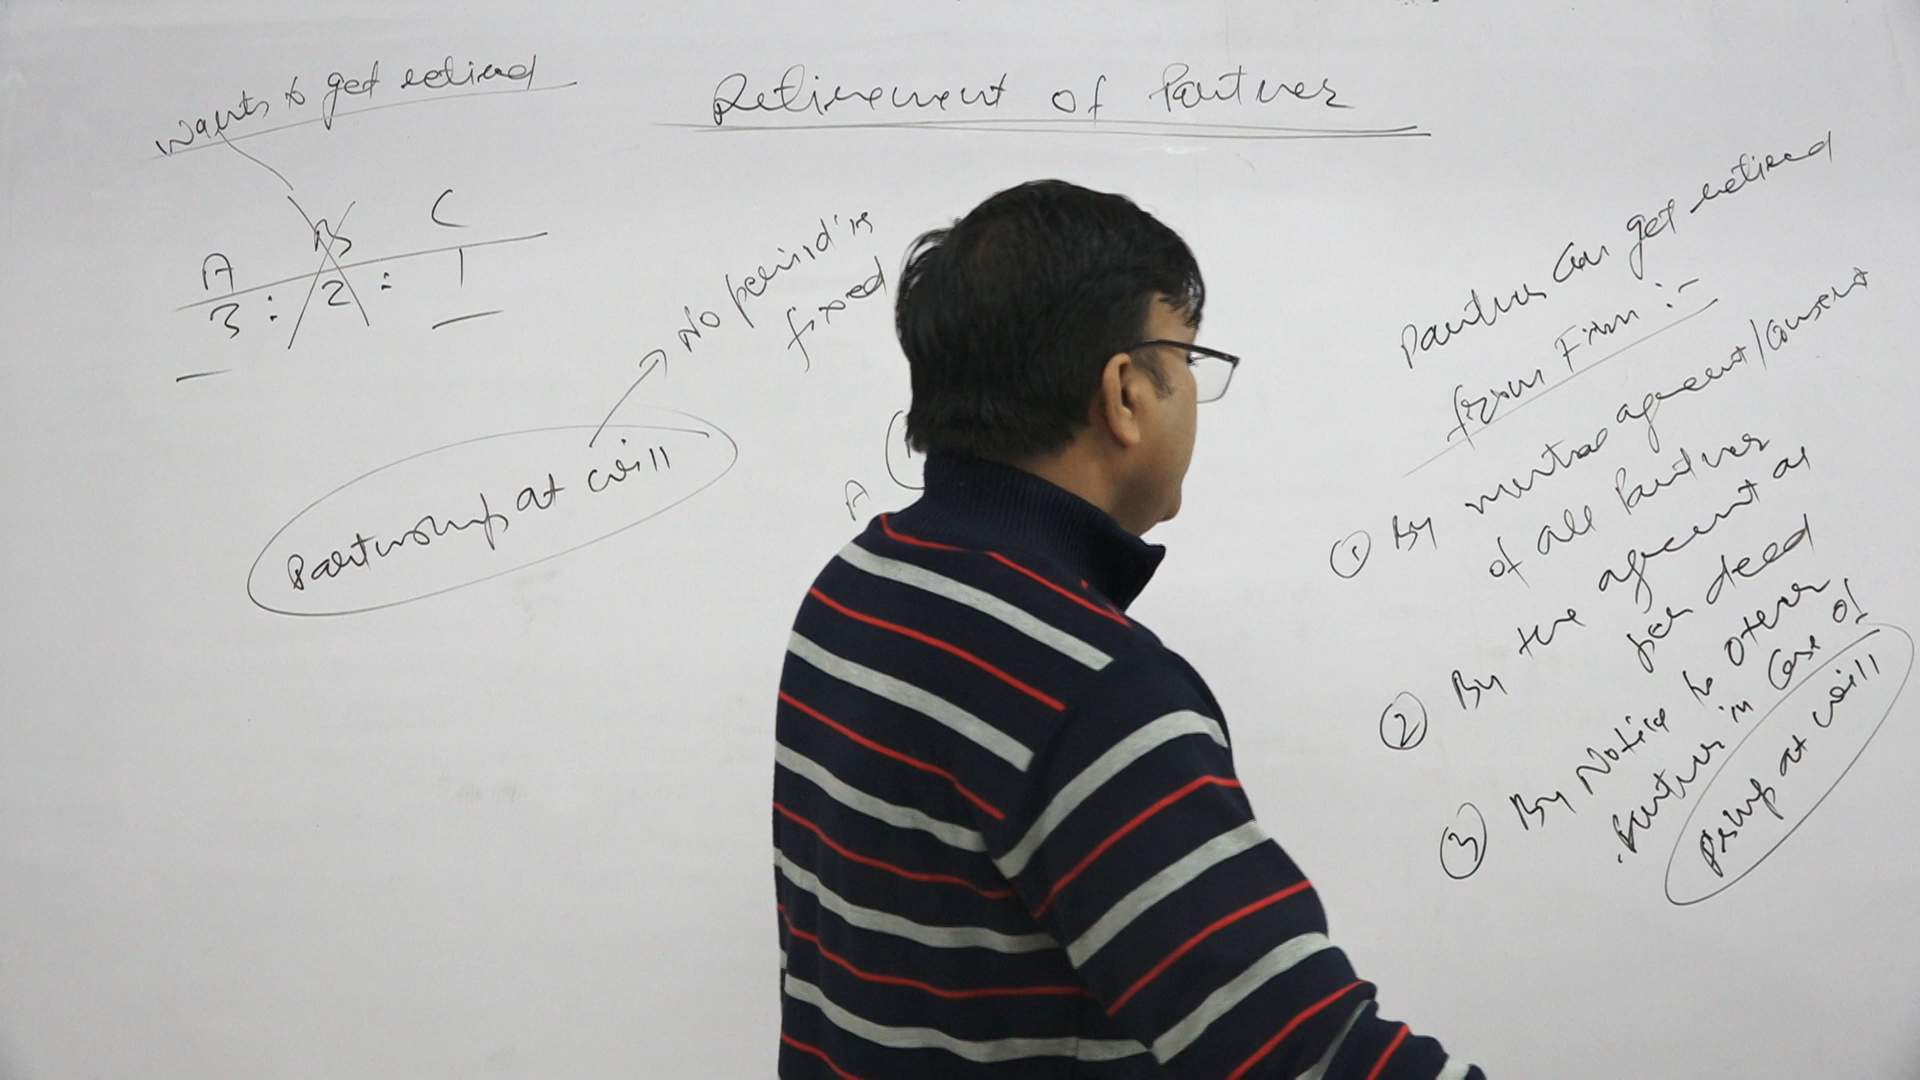 Retirement of Partner
wants to get retired
A B C
3 : 2 : 1
Partnership at will
No period is
fixed
A
Partner can get retired
from Firm :-
① By mutual agreement/consent
of all Partner
② By the agreement as
per deed
③ By Notice to other
Partner in Case of
P'ship at will